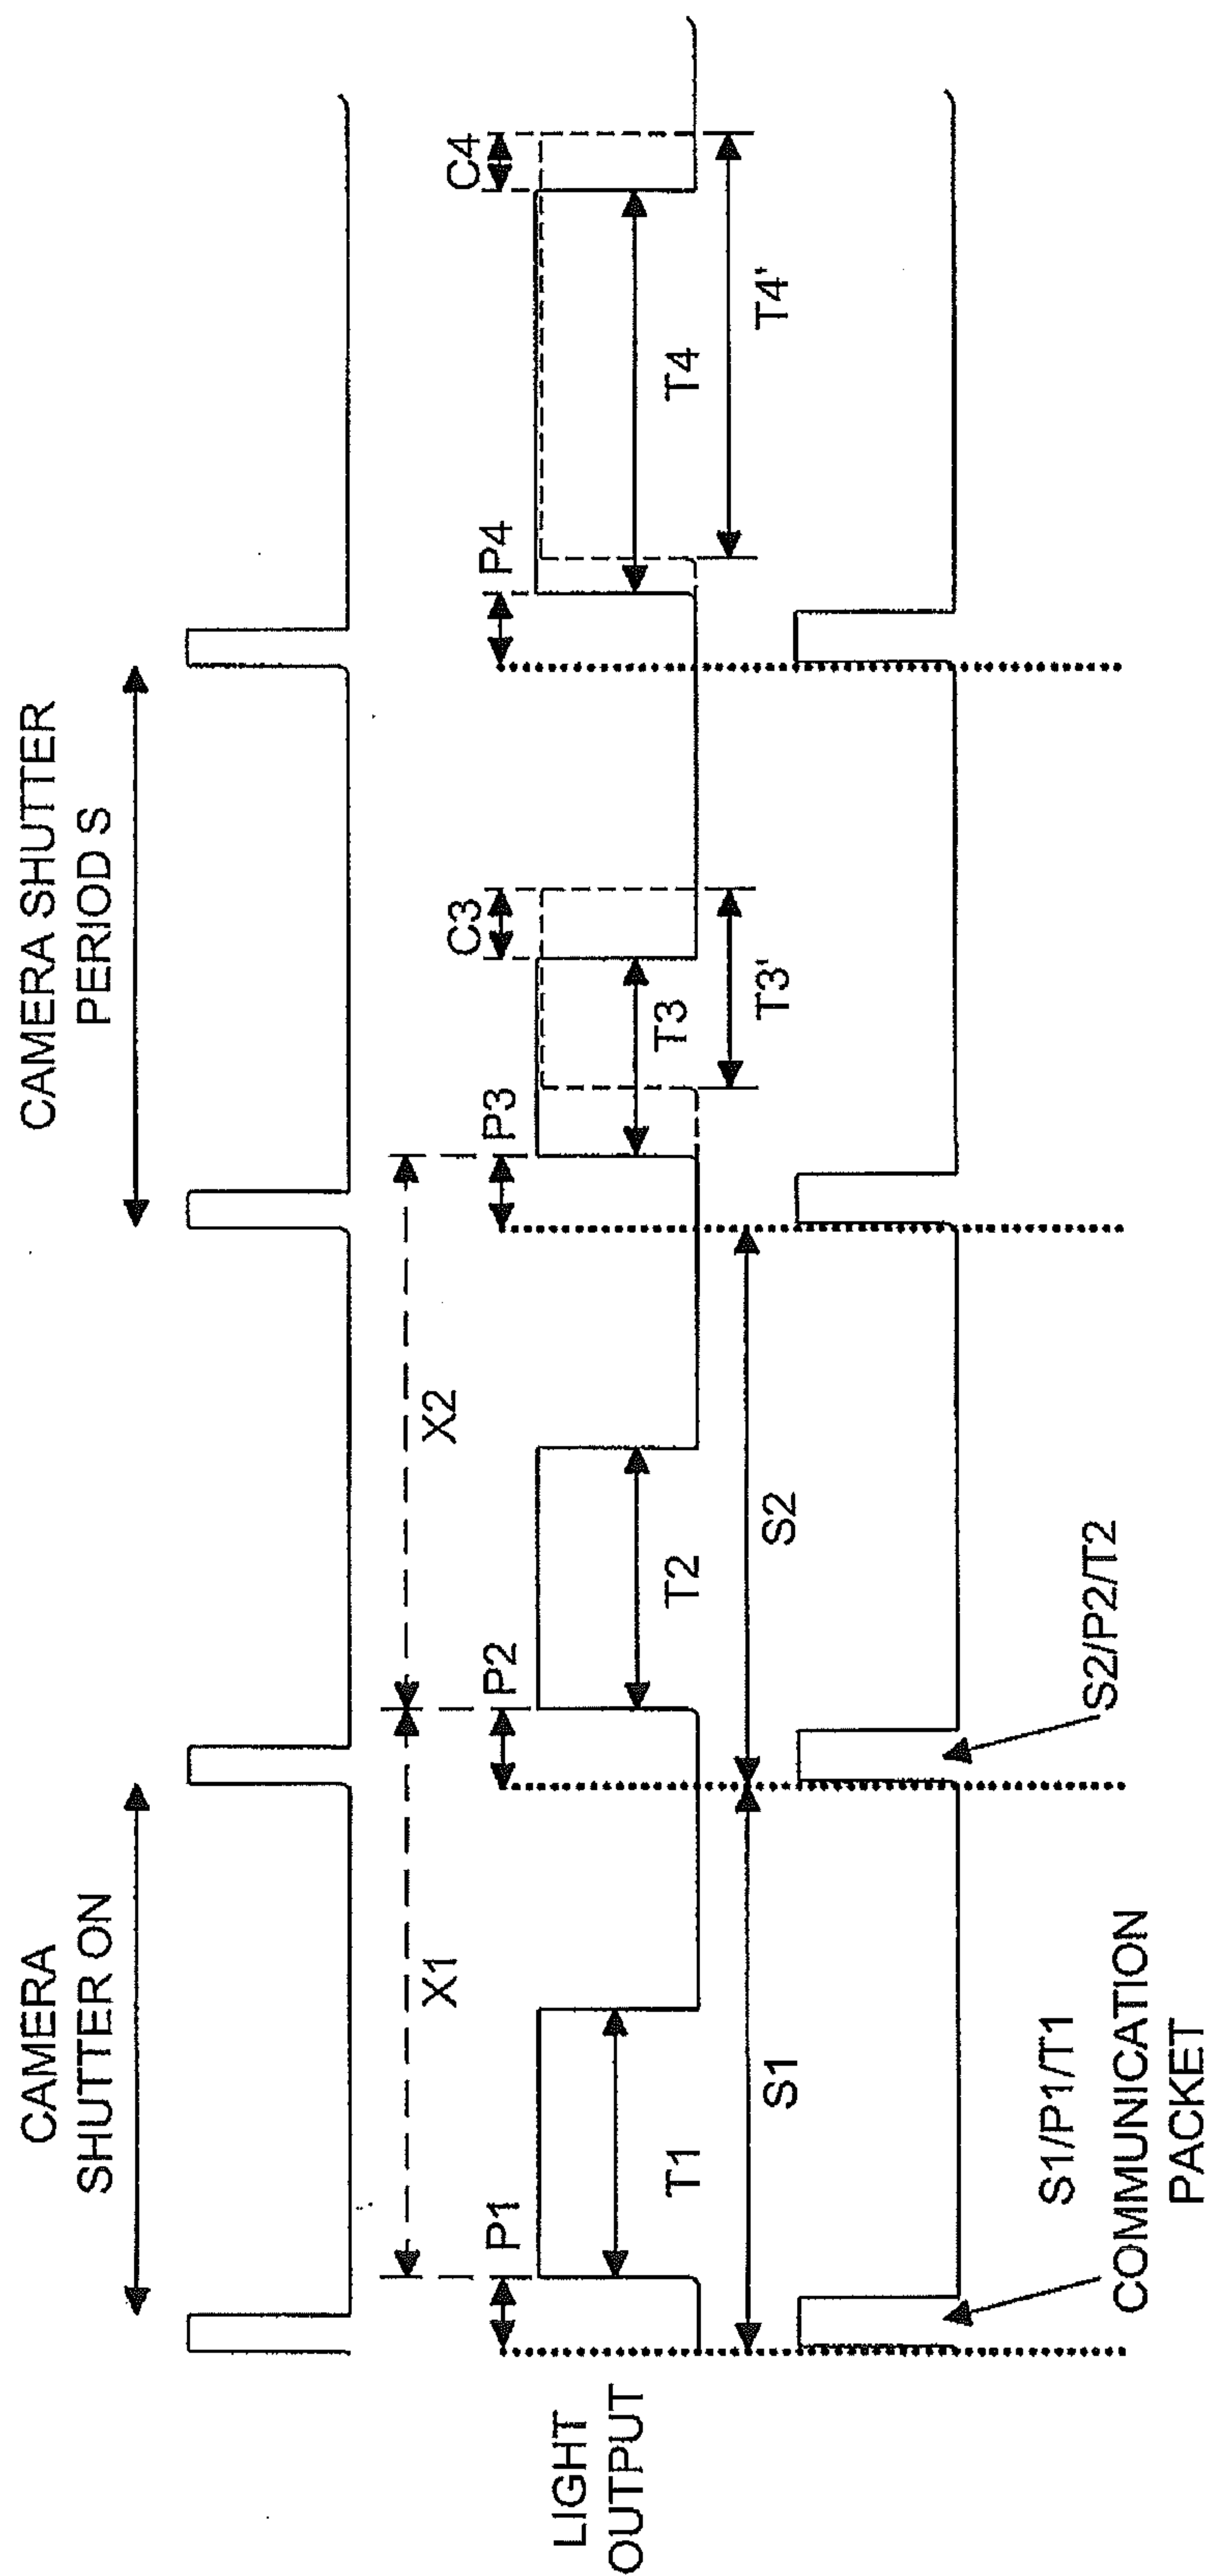 CAMERA
SHUTTER ON
CAMERA SHUTTER
PERIOD S
X1
X2
LIGHT
OUTPUT
P1
P2
P3
C3
P4
C4
T1
T2
T3
T4
S1
S2
T3'
T4'
S1/P1/T1
COMMUNICATION
PACKET
S2/P2/T2